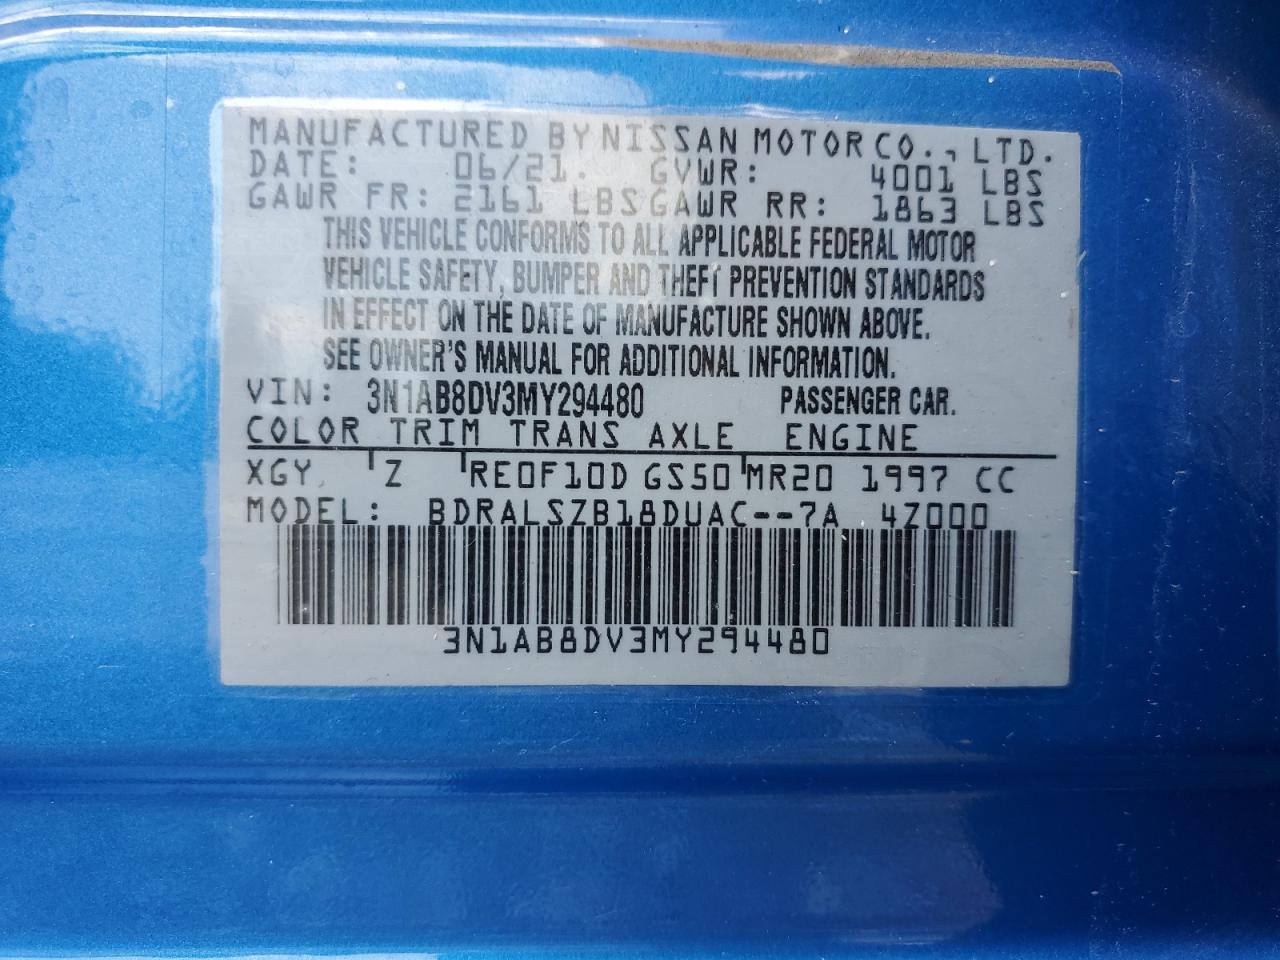 MANUFACTURED BY NISSAN MOTOR CO., LTD.
DATE: 06/21. GVWR: 4001 LBS
GAWR FR: 2161 LBS GAWR RR: 1863 LBS
THIS VEHICLE CONFORMS TO ALL APPLICABLE FEDERAL MOTOR
VEHICLE SAFETY, BUMPER AND THEFT PREVENTION STANDARDS
IN EFFECT ON THE DATE OF MANUFACTURE SHOWN ABOVE.
SEE OWNER'S MANUAL FOR ADDITIONAL INFORMATION.
VIN: 3N1AB8DV3MY294480 PASSENGER CAR.
COLOR TRIM TRANS AXLE ENGINE
XGY Z RE0F10D GS50 MR20 1997 CC
MODEL: BDRALSZB18DUAC--7A 4Z000
3N1AB8DV3MY294480